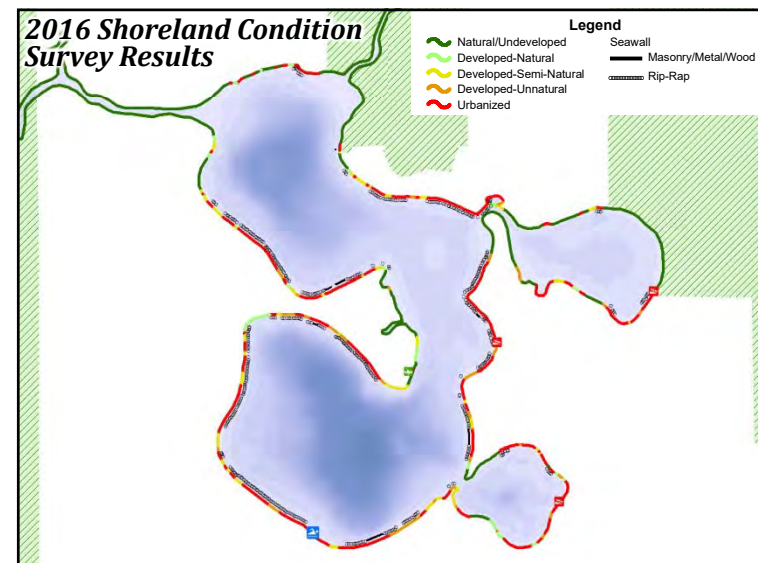 2016 Shoreland Condition
Survey Results
Legend
Natural/Undeveloped
Developed-Natural
Developed-Semi-Natural
Developed-Unnatural
Urbanized
Seawall
Masonry/Metal/Wood
Rip-Rap